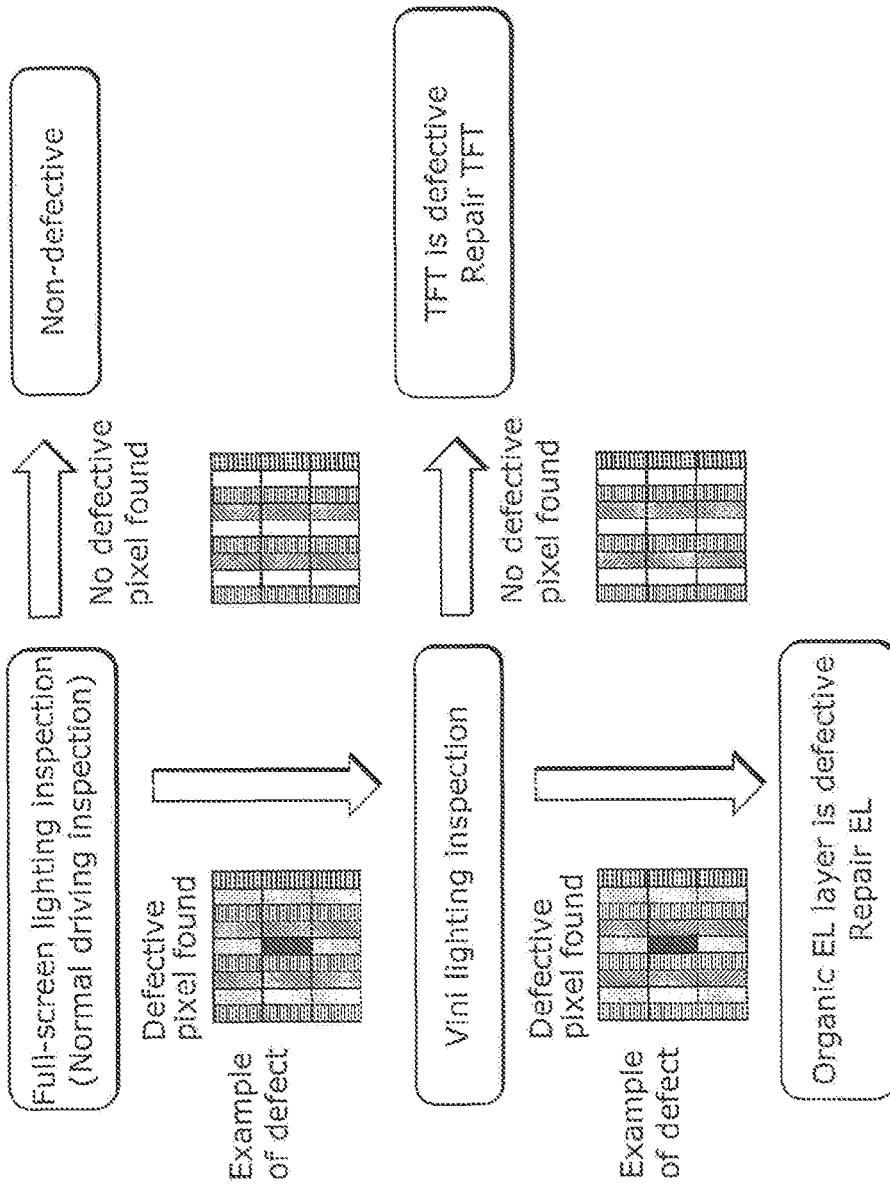 Full-screen lighting inspection
(Normal driving inspection)
No defective
pixel found
Non-defective
Example
of defect
Defective
pixel found
Vini lighting inspection
No defective
pixel found
TFT is defective
Repair TFT
Example
of defect
Defective
pixel found
Organic EL layer is defective
Repair EL